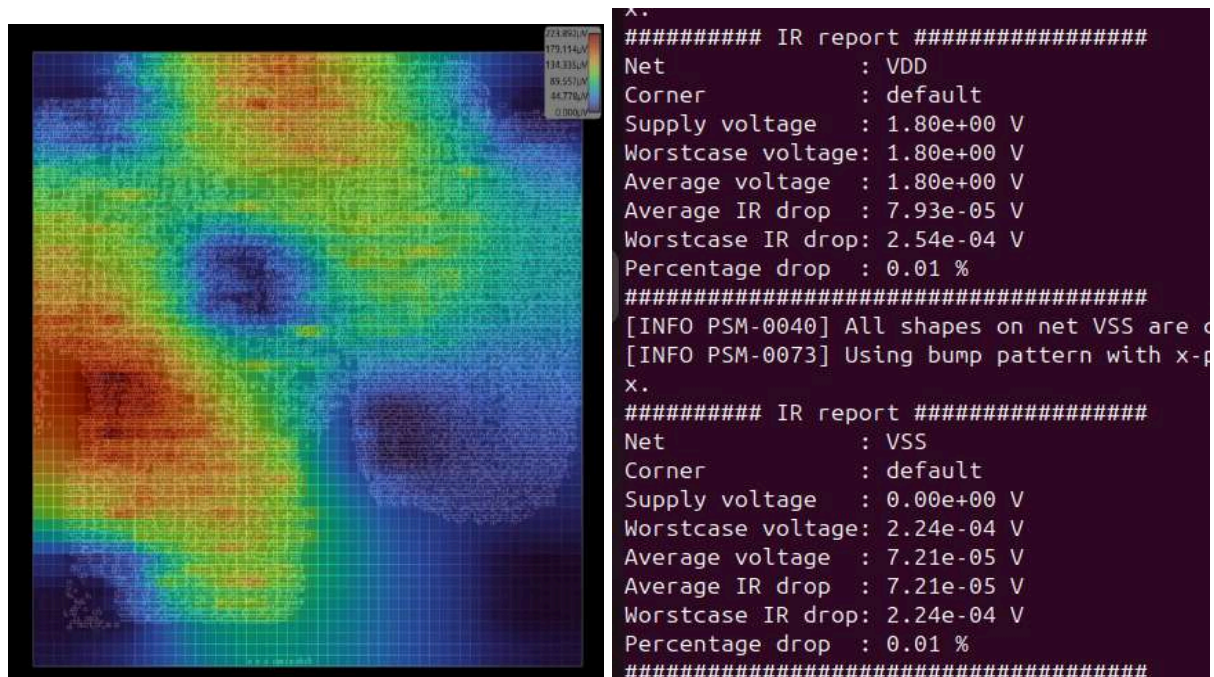 223.892μV
179.114μV
134.335μV
89.557μV
44.778μV
0.000μV
x.
########## IR report #################
Net : VDD
Corner : default
Supply voltage : 1.80e+00 V
Worstcase voltage: 1.80e+00 V
Average voltage : 1.80e+00 V
Average IR drop : 7.93e-05 V
Worstcase IR drop: 2.54e-04 V
Percentage drop : 0.01 %
######################################
[INFO PSM-0040] All shapes on net VSS are
[INFO PSM-0073] Using bump pattern with
x.
########## IR report #################
Net : VSS
Corner : default
Supply voltage : 0.00e+00 V
Worstcase voltage: 2.24e-04 V
Average voltage : 7.21e-05 V
Average IR drop : 7.21e-05 V
Worstcase IR drop: 2.24e-04 V
Percentage drop : 0.01 %
######################################